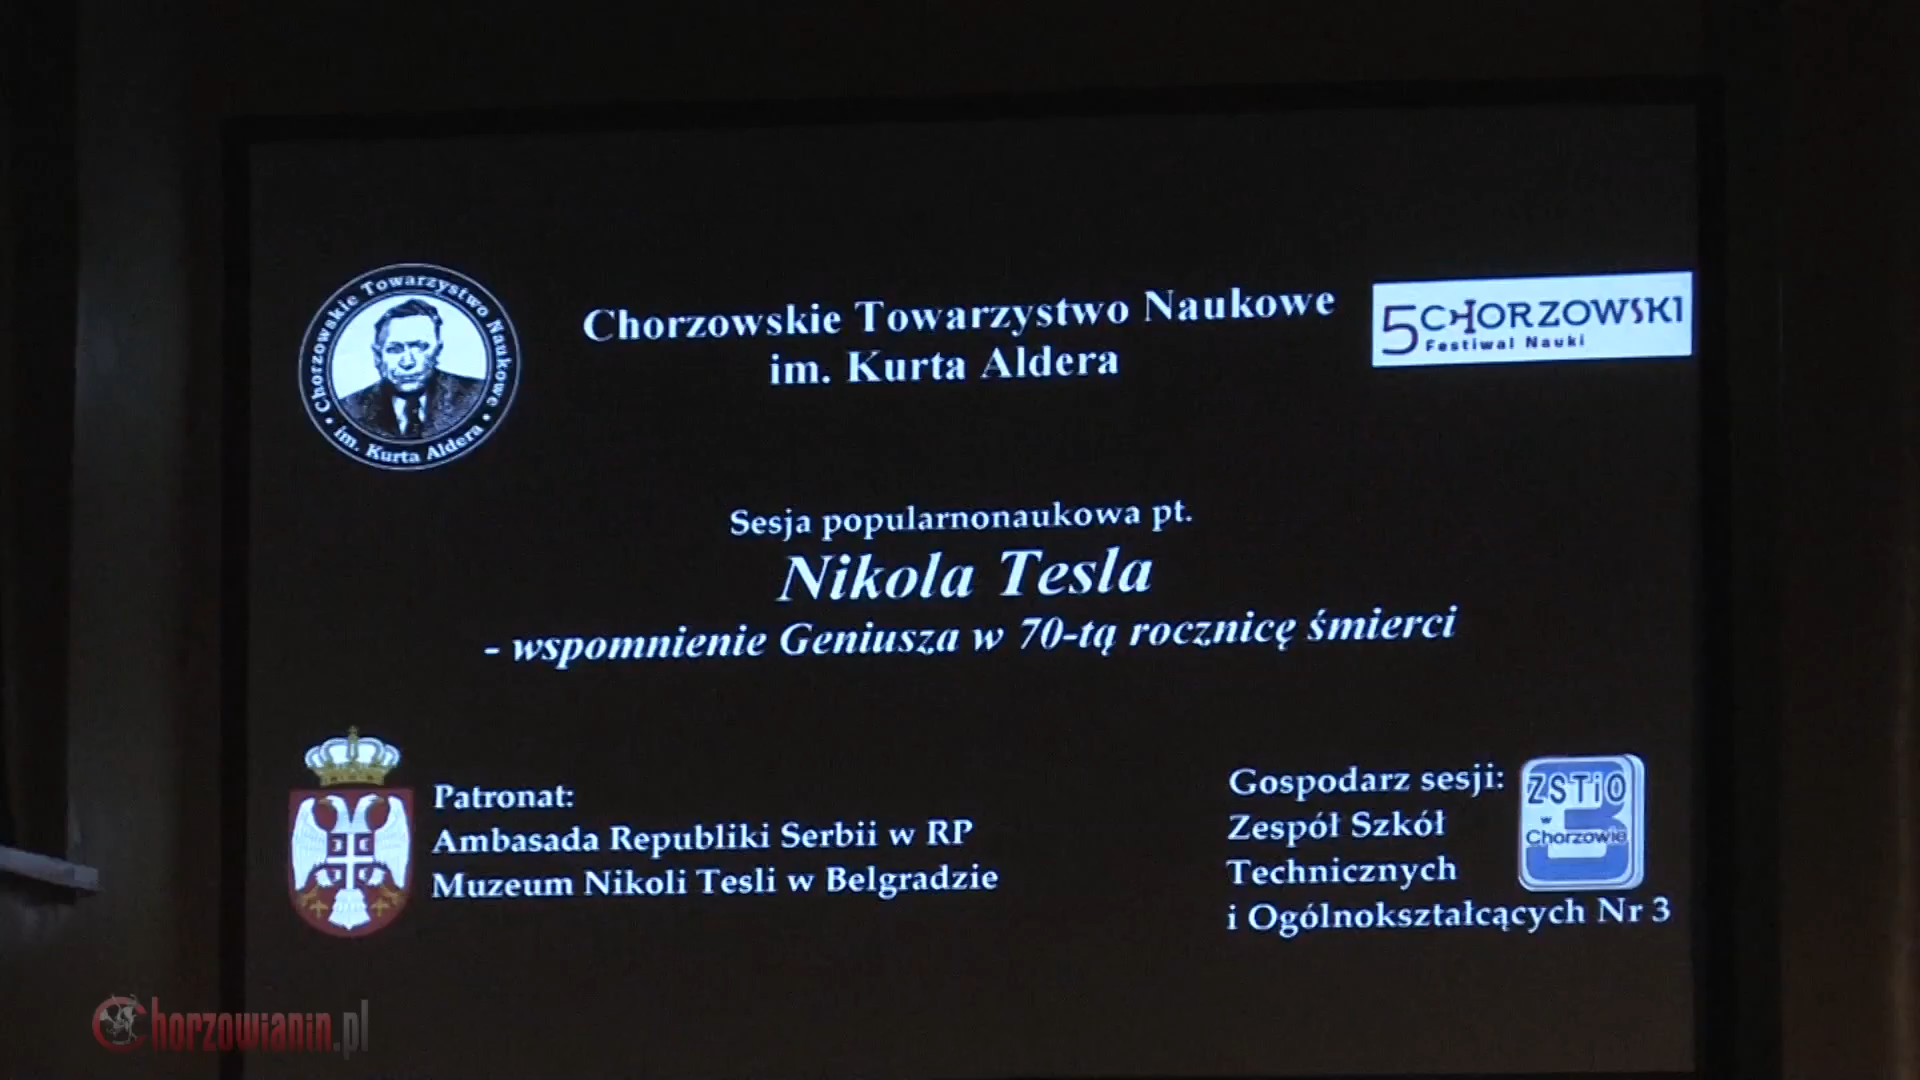 Chorzowskie Towarzystwo Naukowe
im. Kurta Aldera
Chorzowskie Towarzystwo Naukowe
im. Kurta Aldera
5 CHORZOWSKI
Festiwal Nauki
Sesja popularnonaukowa pt.
Nikola Tesla
- wspomnienie Geniusza w 70-tą rocznicę śmierci
Patronat:
Ambasada Republiki Serbii w RP
Muzeum Nikoli Tesli w Belgradzie
Gospodarz sesji:
Zespół Szkół
Technicznych
i Ogólnokształcących Nr 3
ZSTiO
w
Chorzowie
3
Chorzowianin.pl